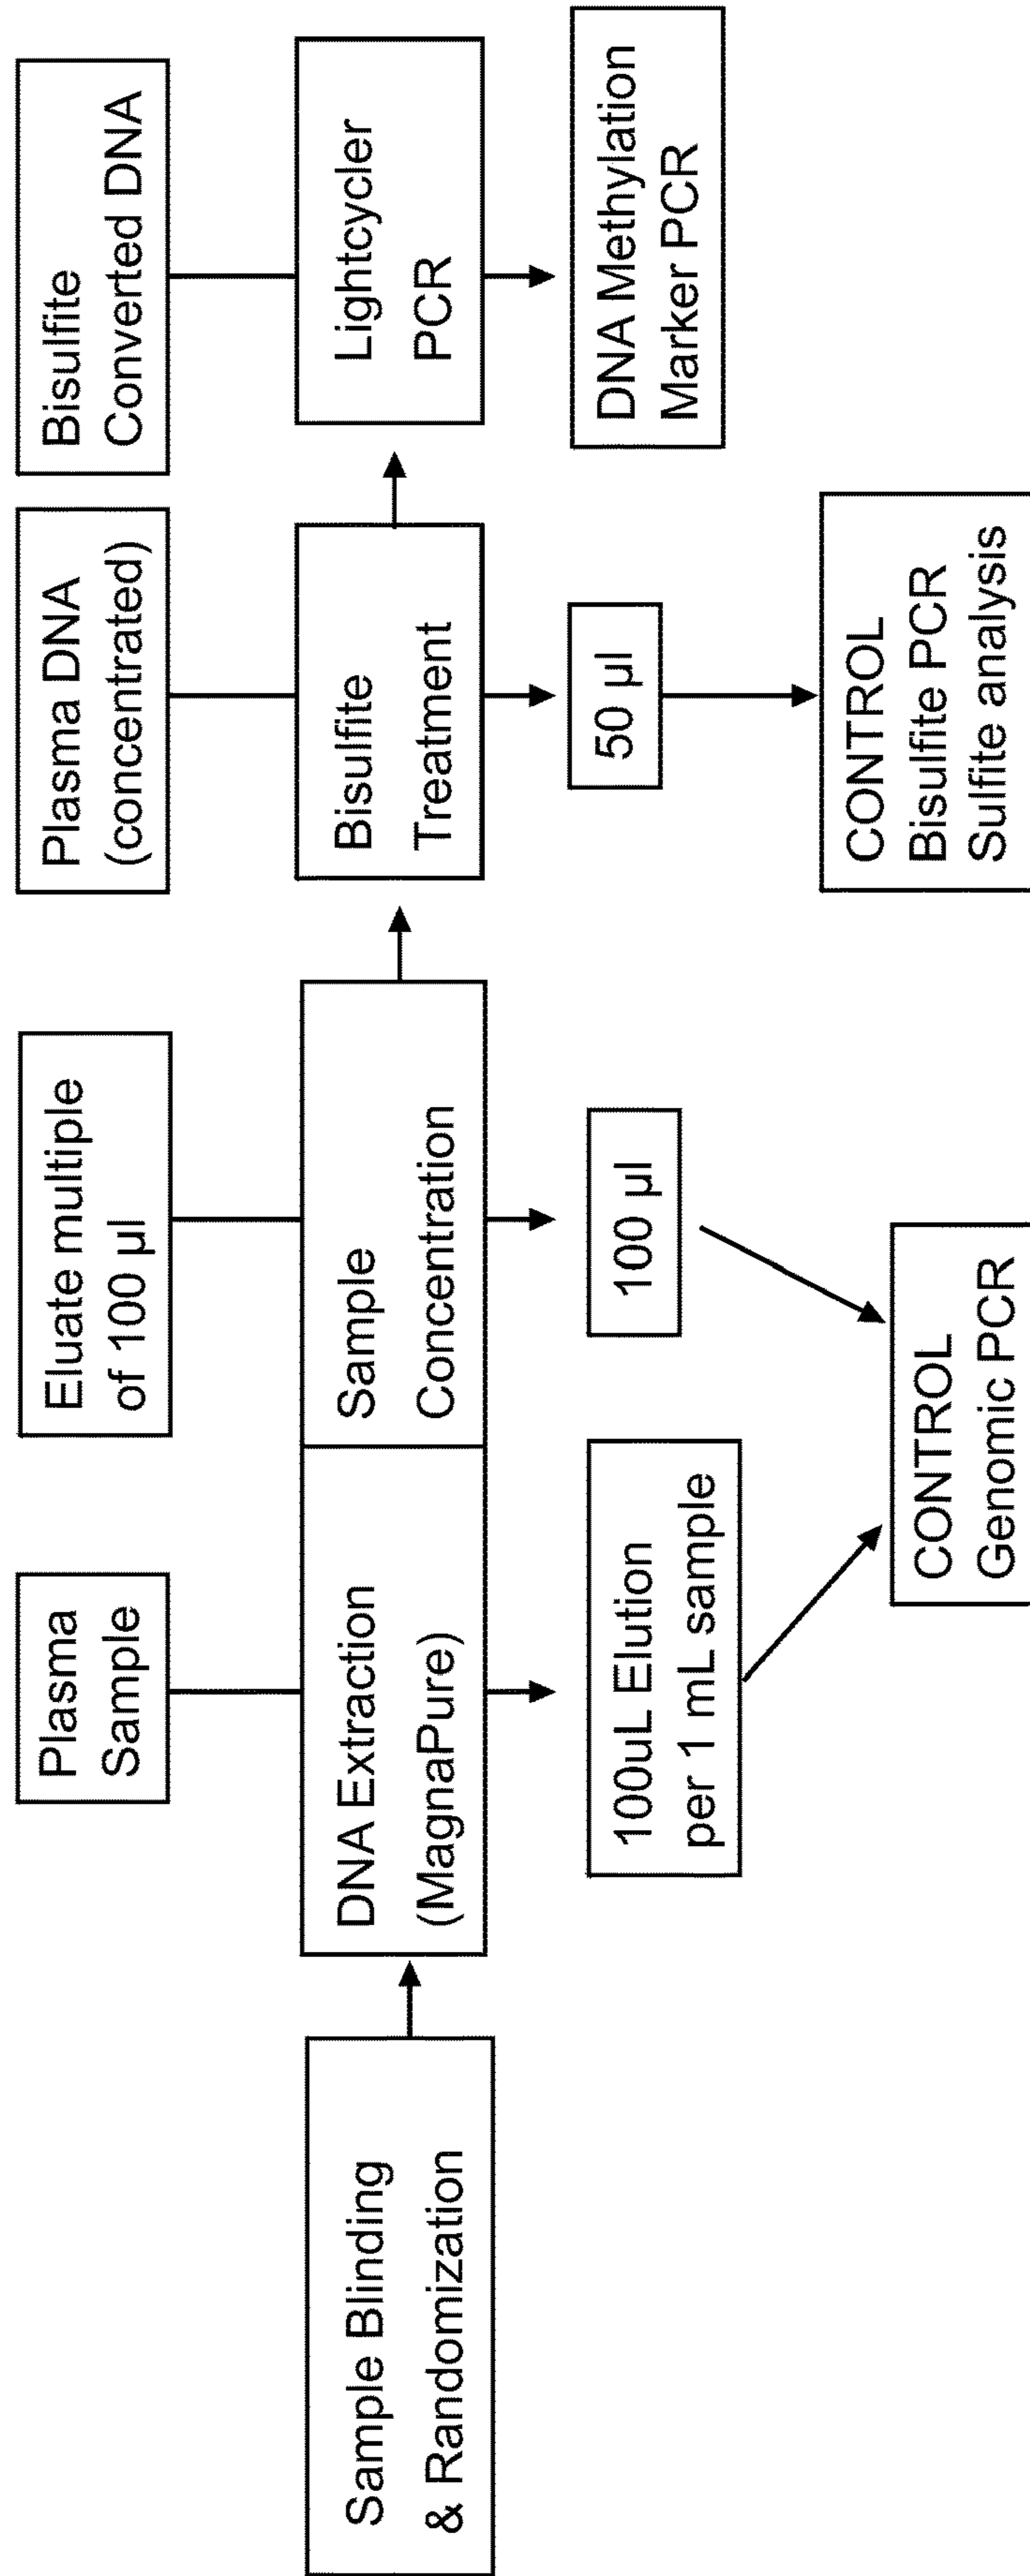 Plasma
Sample
Eluate multiple
of 100 µl
Plasma DNA
(concentrated)
Bisulfite
Converted DNA
Sample Blinding
& Randomization
DNA Extraction
(MagnaPure)
Sample
Concentration
Bisulfite
Treatment
Lightcycler
PCR
100uL Elution
per 1 mL sample
100 µl
50 µl
DNA Methylation
Marker PCR
CONTROL
Genomic PCR
CONTROL
Bisulfite PCR
Sulfite analysis